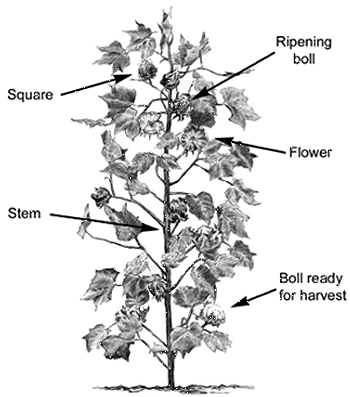 Ripening
boll
Square
Flower
Stem
Boll ready
for harvest